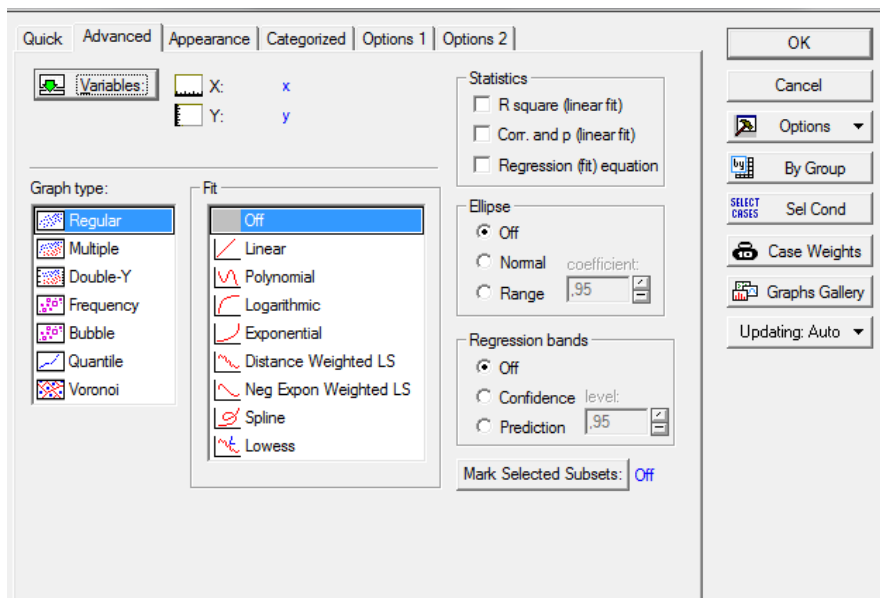 Quick Advanced Appearance Categorized Options 1 Options 2
Variables:
X: x
Y: y
Graph type:
Regular
Multiple
Double-Y
Frequency
Bubble
Quantile
Voronoi
Fit
Off
Linear
Polynomial
Logarithmic
Exponential
Distance Weighted LS
Neg Expon Weighted LS
Spline
Lowess
Statistics
R square (linear fit)
Corr. and p (linear fit)
Regression (fit) equation
Ellipse
Off
Normal coefficient:
Range ,95
Regression bands
Off
Confidence level:
Prediction ,95
Mark Selected Subsets: Off
OK
Cancel
Options
by
By Group
SELECT
CASES
Sel Cond
Case Weights
Graphs Gallery
Updating: Auto